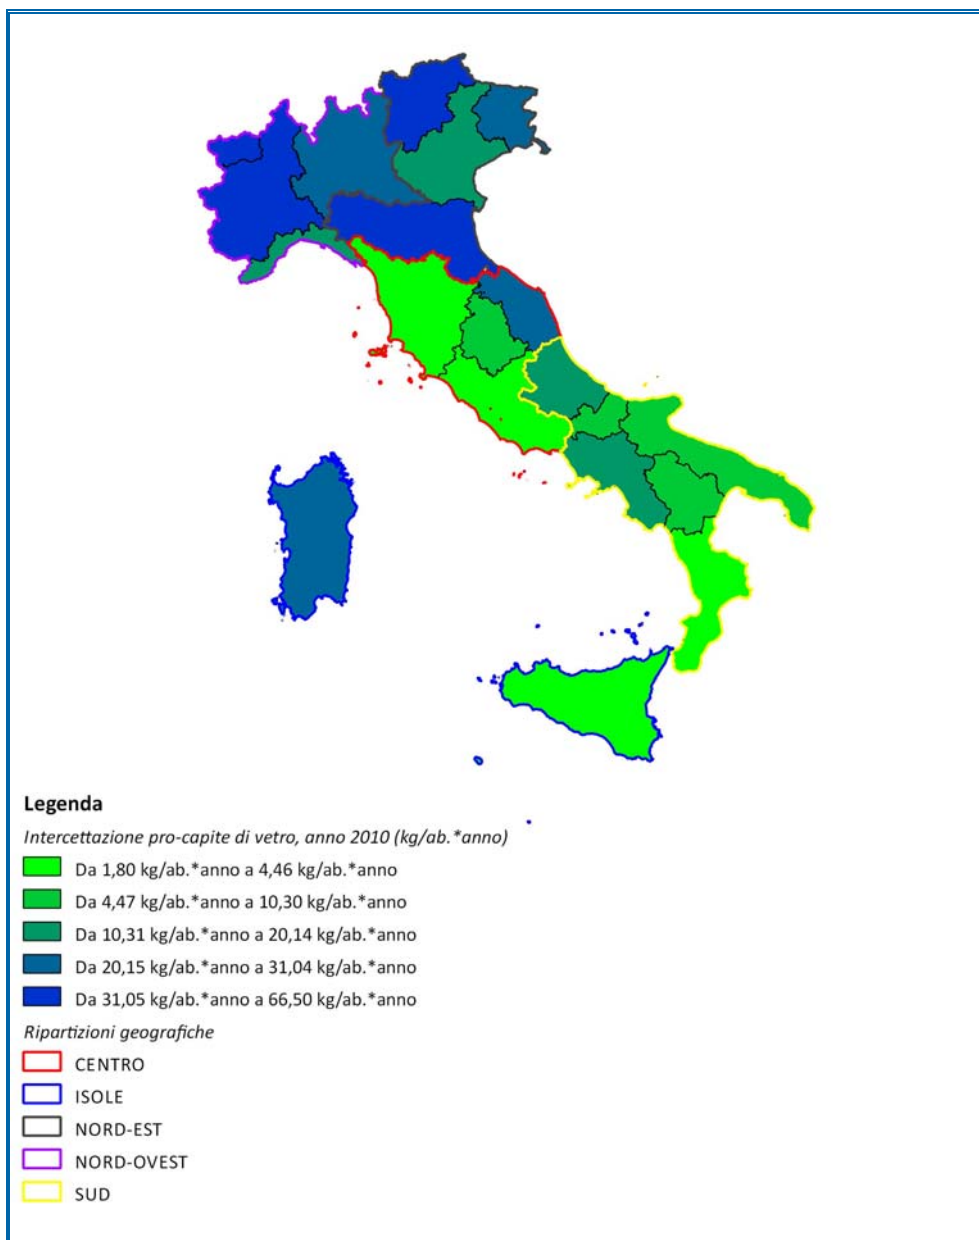 Legenda
Intercettazione pro-capite di vetro, anno 2010 (kg/ab.*anno)
Da 1,80 kg/ab.*anno a 4,46 kg/ab.*anno
Da 4,47 kg/ab.*anno a 10,30 kg/ab.*anno
Da 10,31 kg/ab.*anno a 20,14 kg/ab.*anno
Da 20,15 kg/ab.*anno a 31,04 kg/ab.*anno
Da 31,05 kg/ab.*anno a 66,50 kg/ab.*anno
Ripartizioni geografiche
CENTRO
ISOLE
NORD-EST
NORD-OVEST
SUD